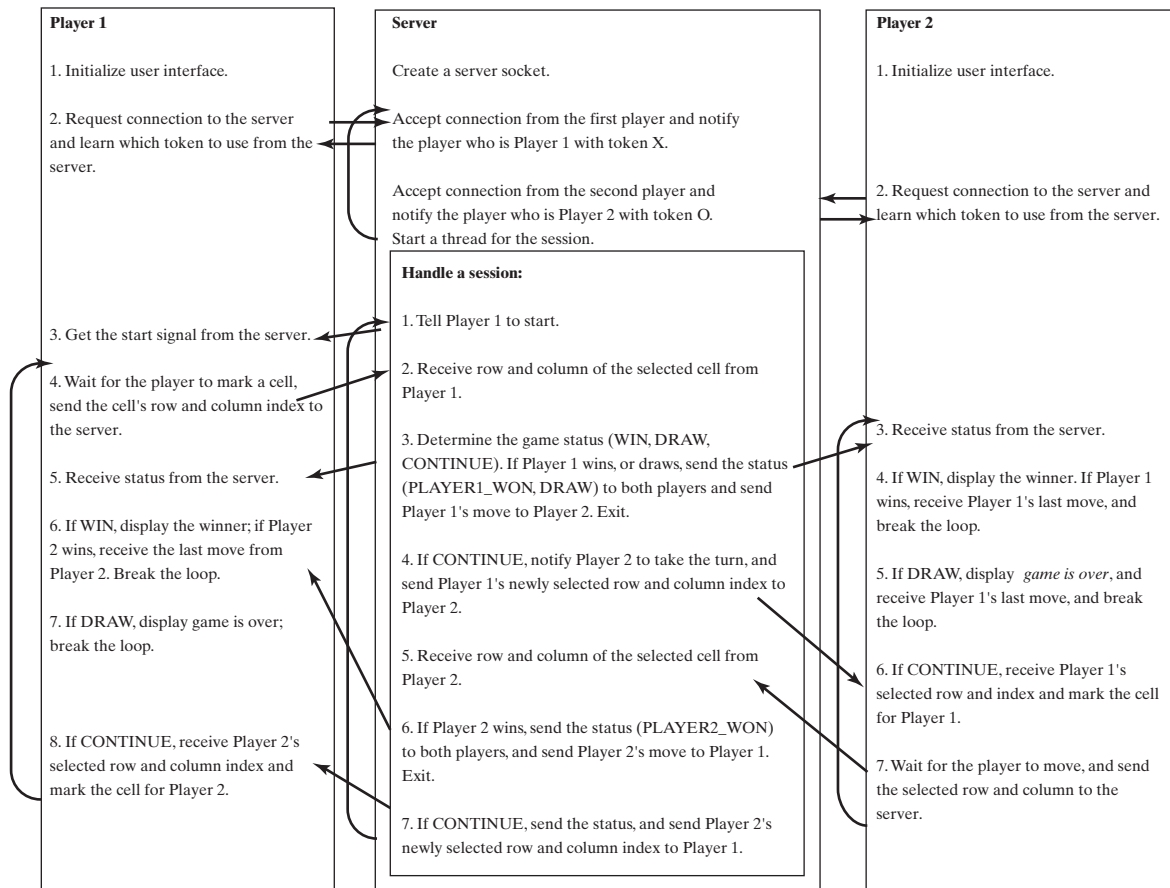 Player 1
1. Initialize user interface.
2. Request connection to the server
and learn which token to use from the
server.
3. Get the start signal from the server.
4. Wait for the player to mark a cell,
send the cell's row and column index to
the server.
5. Receive status from the server.
6. If WIN, display the winner; if Player
2 wins, receive the last move from
Player 2. Break the loop.
7. If DRAW, display game is over;
break the loop.
8. If CONTINUE, receive Player 2's
selected row and column index and
mark the cell for Player 2.
Server
Create a server socket.
Accept connection from the first player and notify
the player who is Player 1 with token X.
Accept connection from the second player and
notify the player who is Player 2 with token O.
Start a thread for the session.
Handle a session:
1. Tell Player 1 to start.
2. Receive row and column of the selected cell from
Player 1.
3. Determine the game status (WIN, DRAW,
CONTINUE). If Player 1 wins, or draws, send the status
(PLAYER1_WON, DRAW) to both players and send
Player 1's move to Player 2. Exit.
4. If CONTINUE, notify Player 2 to take the turn, and
send Player 1's newly selected row and column index to
Player 2.
5. Receive row and column of the selected cell from
Player 2.
6. If Player 2 wins, send the status (PLAYER2_WON)
to both players, and send Player 2's move to Player 1.
Exit.
7. If CONTINUE, send the status, and send Player 2's
newly selected row and column index to Player 1.
Player 2
1. Initialize user interface.
2. Request connection to the server and
learn which token to use from the server.
3. Receive status from the server.
4. If WIN, display the winner. If Player 1
wins, receive Player 1's last move, and
break the loop.
5. If DRAW, display game is over, and
receive Player 1's last move, and break
the loop.
6. If CONTINUE, receive Player 1's
selected row and index and mark the cell
for Player 1.
7. Wait for the player to move, and send
the selected row and column to the
server.